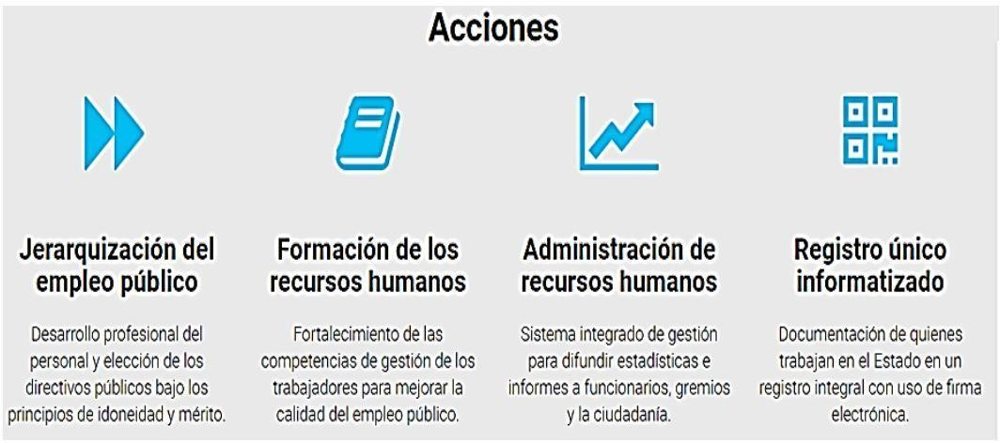 Acciones
Jerarquización del
empleo público
Desarrollo profesional del
personal y elección de los
directivos públicos bajo los
principios de idoneidad y mérito.
Formación de los
recursos humanos
Fortalecimiento de las
competencias de gestión de los
trabajadores para mejorar la
calidad del empleo público.
Administración de
recursos humanos
Sistema integrado de gestión
para difundir estadísticas e
informes a funcionarios, gremios
y la ciudadanía.
Registro único
informatizado
Documentación de quienes
trabajan en el Estado en un
registro integral con uso de firma
electrónica.